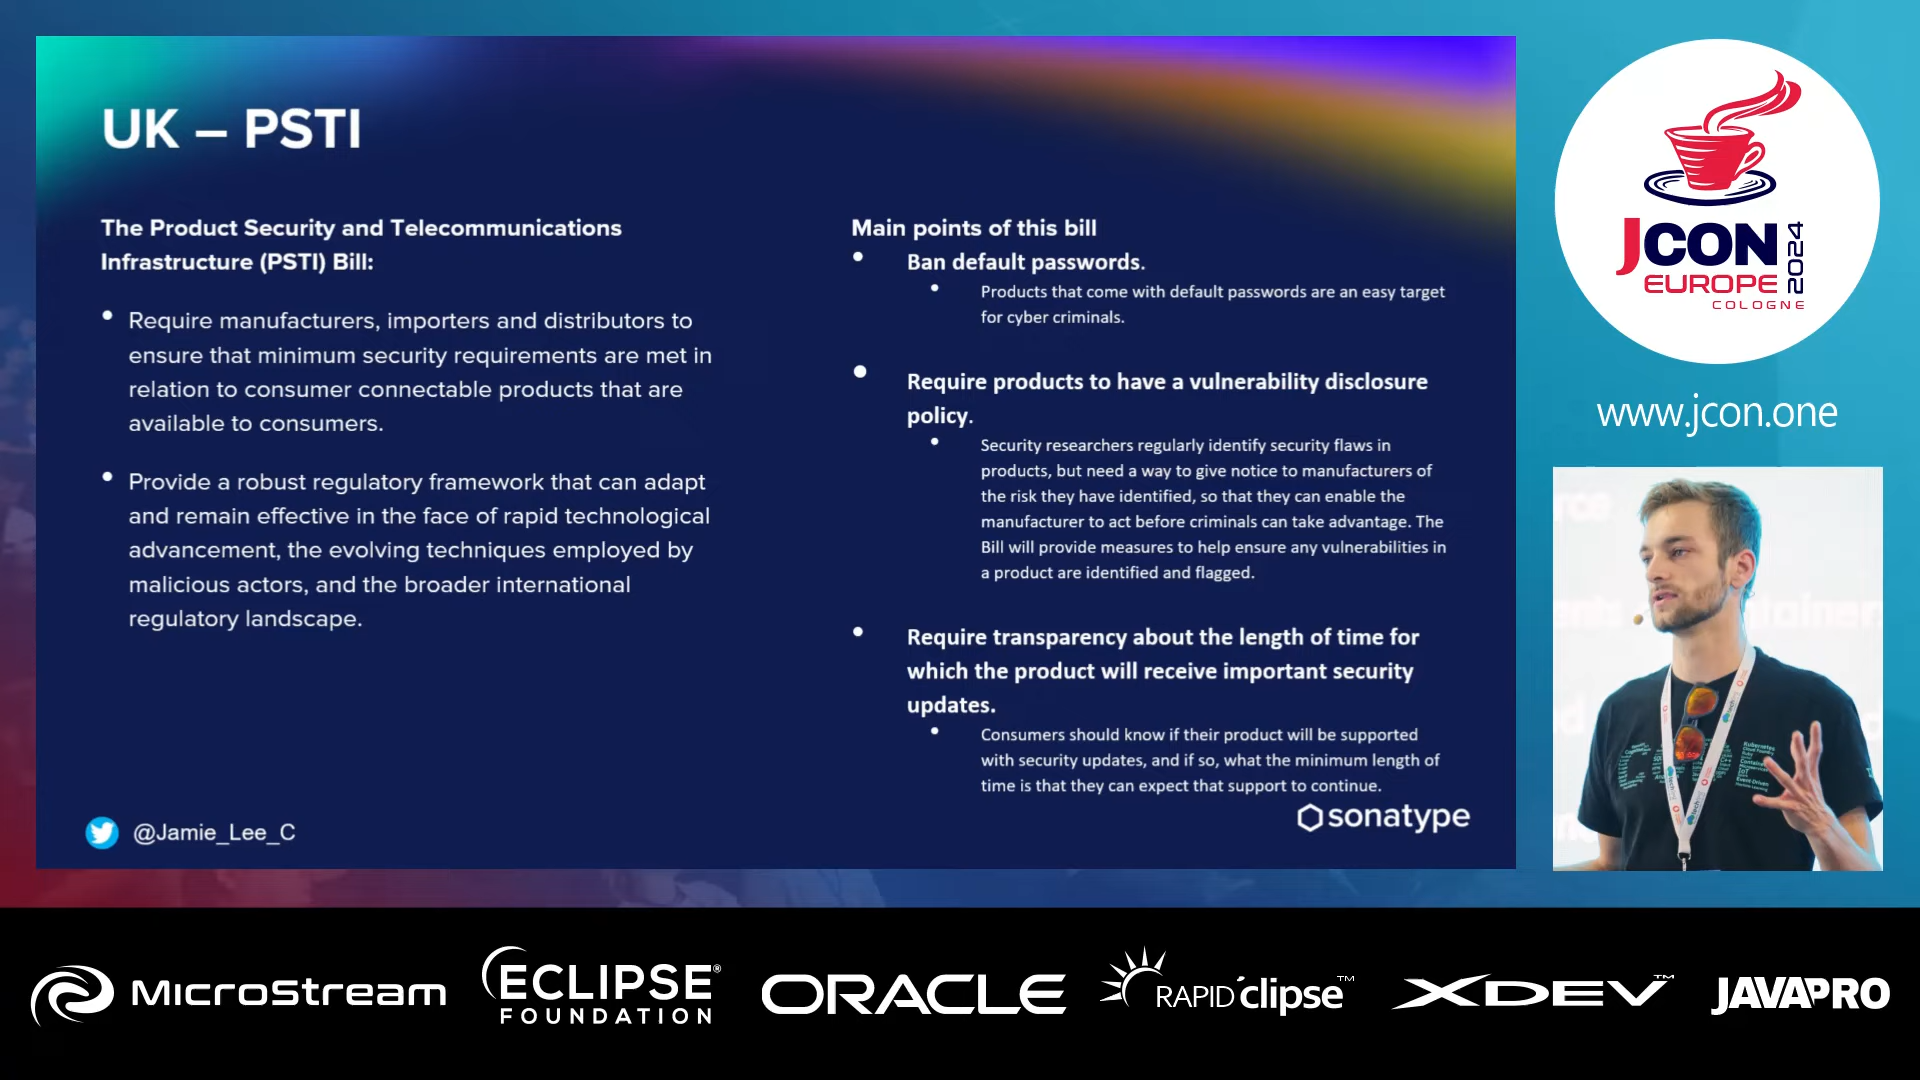 UK – PSTI
The Product Security and Telecommunications
Infrastructure (PSTI) Bill:
• Require manufacturers, importers and distributors to
ensure that minimum security requirements are met in
relation to consumer connectable products that are
available to consumers.
• Provide a robust regulatory framework that can adapt
and remain effective in the face of rapid technological
advancement, the evolving techniques employed by
malicious actors, and the broader international
regulatory landscape.
@Jamie_Lee_C
Main points of this bill
• Ban default passwords.
• Products that come with default passwords are an easy target
for cyber criminals.
• Require products to have a vulnerability disclosure
policy.
• Security researchers regularly identify security flaws in
products, but need a way to give notice to manufacturers of
the risk they have identified, so that they can enable the
manufacturer to act before criminals can take advantage. The
Bill will provide measures to help ensure any vulnerabilities in
a product are identified and flagged.
• Require transparency about the length of time for
which the product will receive important security
updates.
• Consumers should know if their product will be supported
with security updates, and if so, what the minimum length of
time is that they can expect that support to continue.
sonatype
JCON
EUROPE
2024
COLOGNE
www.jcon.one
MicroStream
ECLIPSE®
FOUNDATION
ORACLE
RAPID'clipse™
XDEV™
JAVAPRO